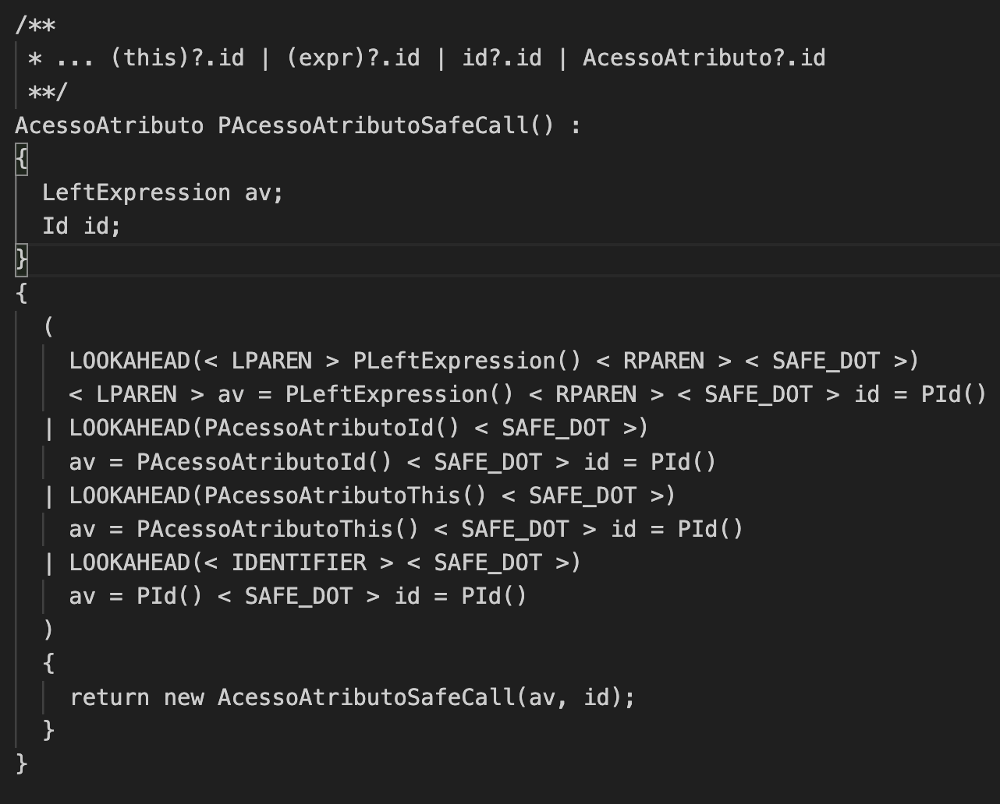 /**
* ... (this)?.id | (expr)?.id | id?.id | AcessoAtributo?.id
**/
AcessoAtributo PAcessoAtributoSafeCall() :
{
LeftExpression av;
Id id;
}
{
(
LOOKAHEAD(< LPAREN > PLeftExpression() < RPAREN > < SAFE_DOT >)
< LPAREN > av = PLeftExpression() < RPAREN > < SAFE_DOT > id = PId()
| LOOKAHEAD(PAcessoAtributoId() < SAFE_DOT >)
av = PAcessoAtributoId() < SAFE_DOT > id = PId()
| LOOKAHEAD(PAcessoAtributoThis() < SAFE_DOT >)
av = PAcessoAtributoThis() < SAFE_DOT > id = PId()
| LOOKAHEAD(< IDENTIFIER > < SAFE_DOT >)
av = PId() < SAFE_DOT > id = PId()
)
{
return new AcessoAtributoSafeCall(av, id);
}
}